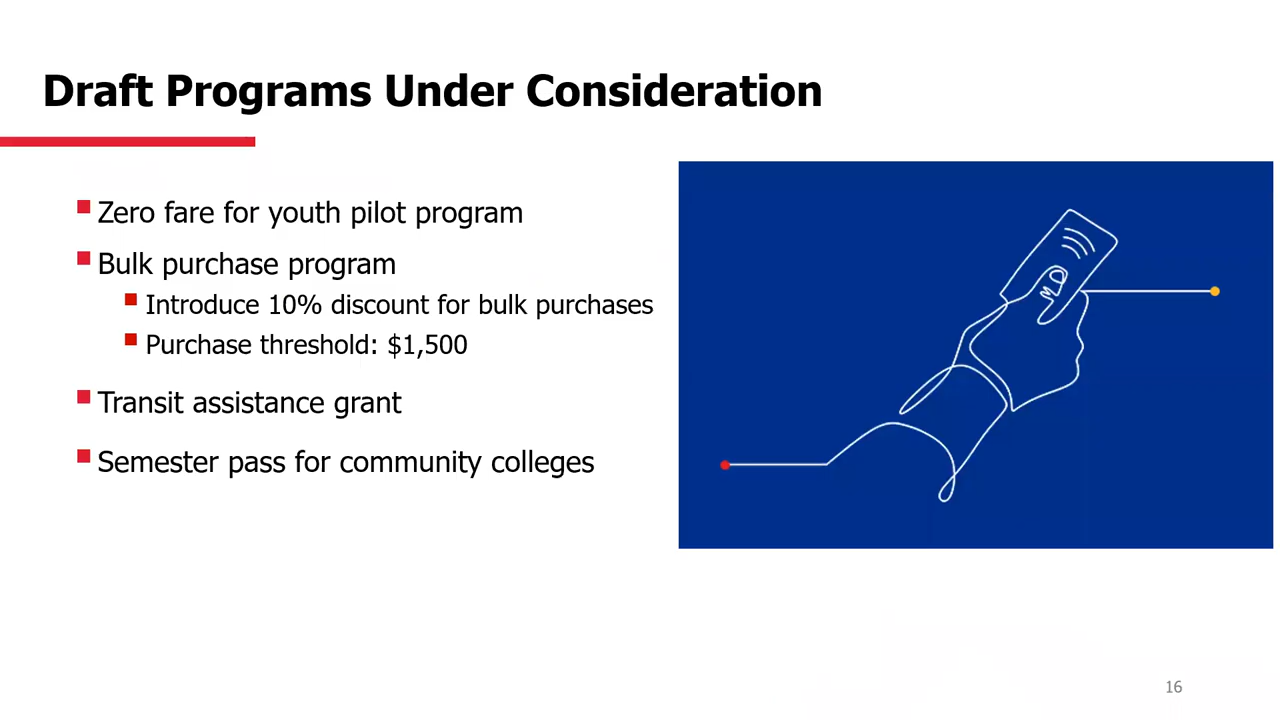 Draft Programs Under Consideration
Zero fare for youth pilot program
Bulk purchase program
Introduce 10% discount for bulk purchases
Purchase threshold: $1,500
Transit assistance grant
Semester pass for community colleges
16